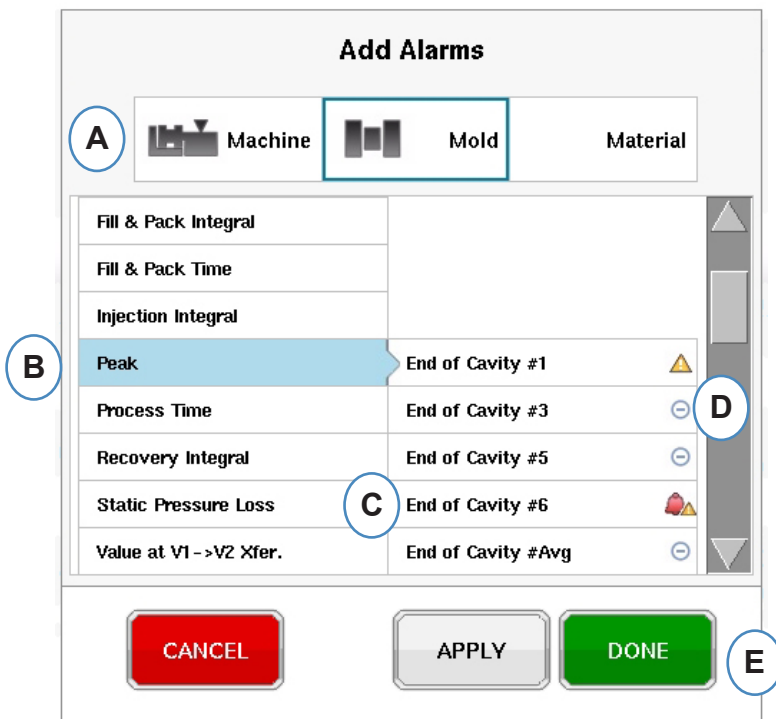 Add Alarms
A Machine Mold Material
Fill & Pack Integral
Fill & Pack Time
Injection Integral
B Peak End of Cavity #1
Process Time End of Cavity #3 D
Recovery Integral End of Cavity #5
Static Pressure Loss C End of Cavity #6
Value at V1->V2 Xfer. End of Cavity #Avg
CANCEL APPLY DONE E